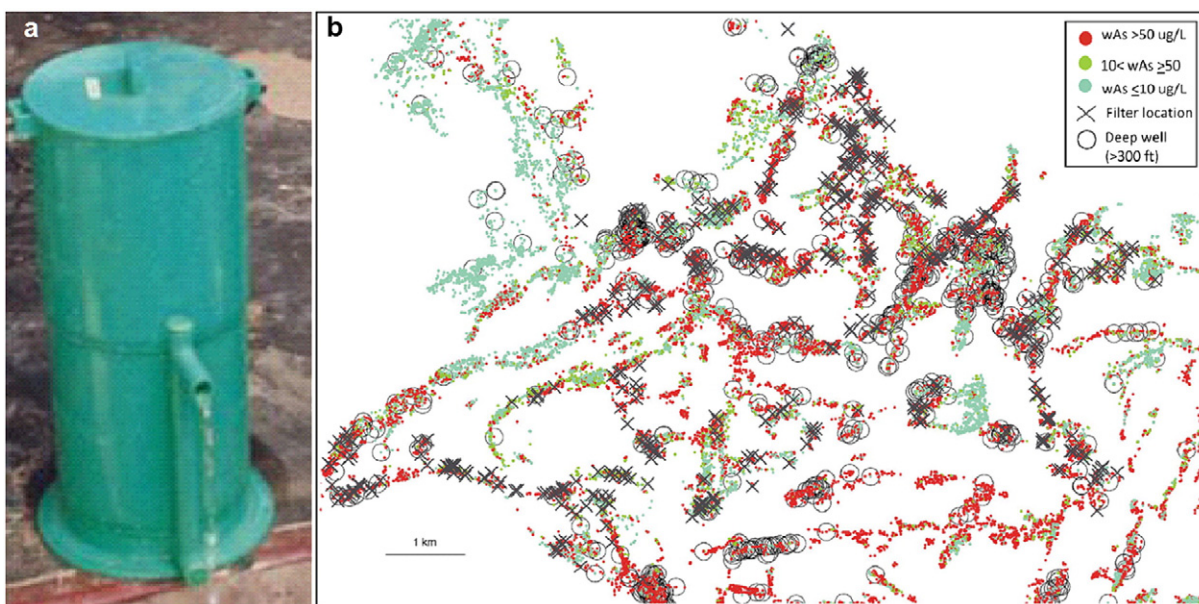 a
b
wAs >50 ug/L
10< wAs ≥50
wAs ≤10 ug/L
Filter location
Deep well
(>300 ft)
1 km